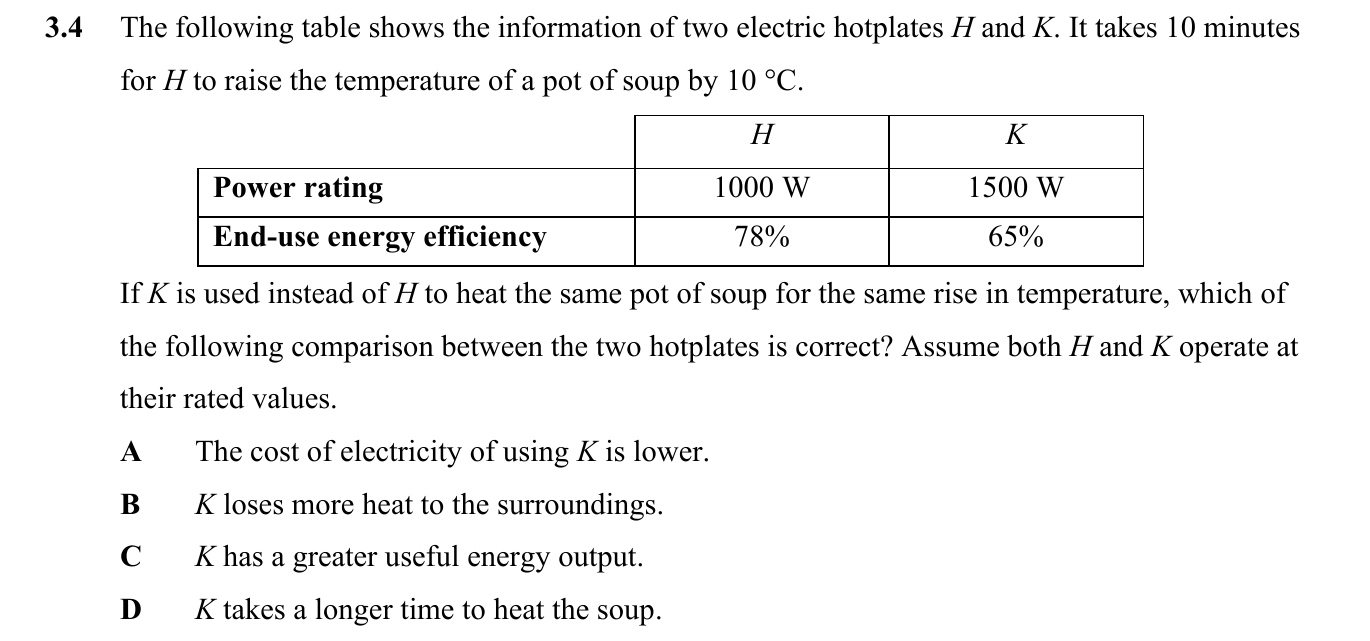 3.4 The following table shows the information of two electric hotplates H and K. It takes 10 minutes
for H to raise the temperature of a pot of soup by 10 °C.
H K
Power rating 1000 W 1500 W
End-use energy efficiency 78% 65%
If K is used instead of H to heat the same pot of soup for the same rise in temperature, which of
the following comparison between the two hotplates is correct? Assume both H and K operate at
their rated values.
A The cost of electricity of using K is lower.
B K loses more heat to the surroundings.
C K has a greater useful energy output.
D K takes a longer time to heat the soup.